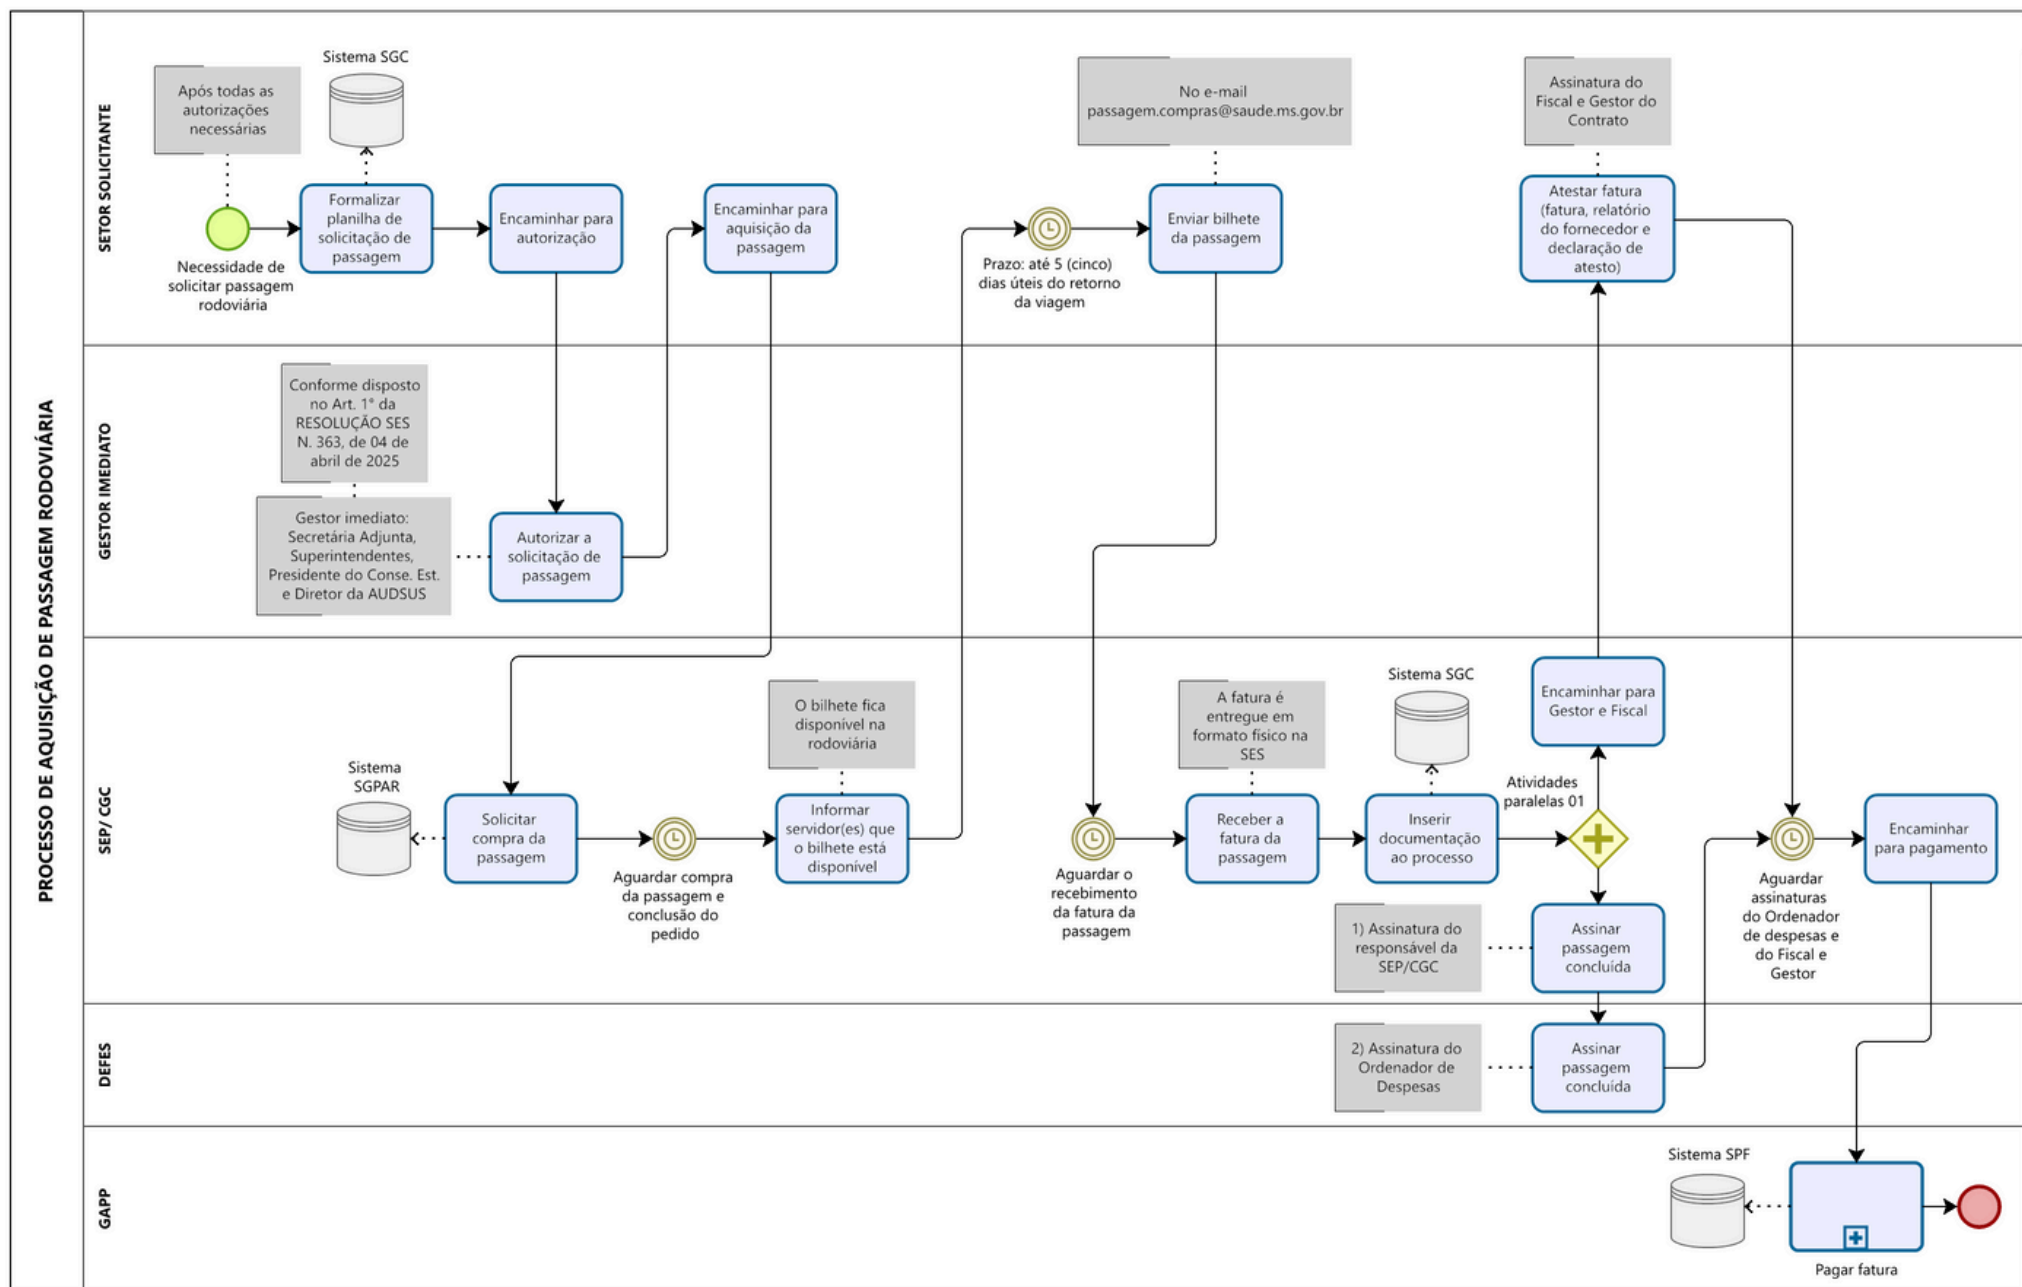 PROCESSO DE AQUISIÇÃO DE PASSAGEM RODOVIÁRIA
SETOR SOLICITANTE
Após todas as
autorizações
necessárias
Sistema SGC
Necessidade de
solicitar passagem
rodoviária
Formalizar
planilha de
solicitação de
passagem
Encaminhar para
autorização
Encaminhar para
aquisição da
passagem
Prazo: até 5 (cinco)
dias úteis do retorno
da viagem
No e-mail
passagem.compras@saude.ms.gov.br
Enviar bilhete
da passagem
Assinatura do
Fiscal e Gestor do
Contrato
Atestar fatura
(fatura, relatório
do fornecedor e
declaração de
atesto)
GESTOR IMEDIATO
Conforme disposto
no Art. 1° da
RESOLUÇÃO SES
N. 363, de 04 de
abril de 2025
Gestor imediato:
Secretária Adjunta,
Superintendentes,
Presidente do Conse. Est.
e Diretor da AUDSUS
Autorizar a
solicitação de
passagem
SEP/ CGC
Sistema
SGPAR
Solicitar
compra da
passagem
Aguardar compra
da passagem e
conclusão do
pedido
O bilhete fica
disponível na
rodoviária
Informar
servidor(es) que
o bilhete está
disponível
Aguardar o
recebimento
da fatura da
passagem
A fatura é
entregue em
formato físico na
SES
Receber a
fatura da
passagem
Sistema SGC
Inserir
documentação
ao processo
Atividades
paralelas 01
Encaminhar para
Gestor e Fiscal
1) Assinatura do
responsável da
SEP/CGC
Assinar
passagem
concluída
Aguardar
assinaturas
do Ordenador
de despesas e
do Fiscal e
Gestor
Encaminhar
para pagamento
DEFES
2) Assinatura do
Ordenador de
Despesas
Assinar
passagem
concluída
GAPP
Sistema SPF
Pagar fatura